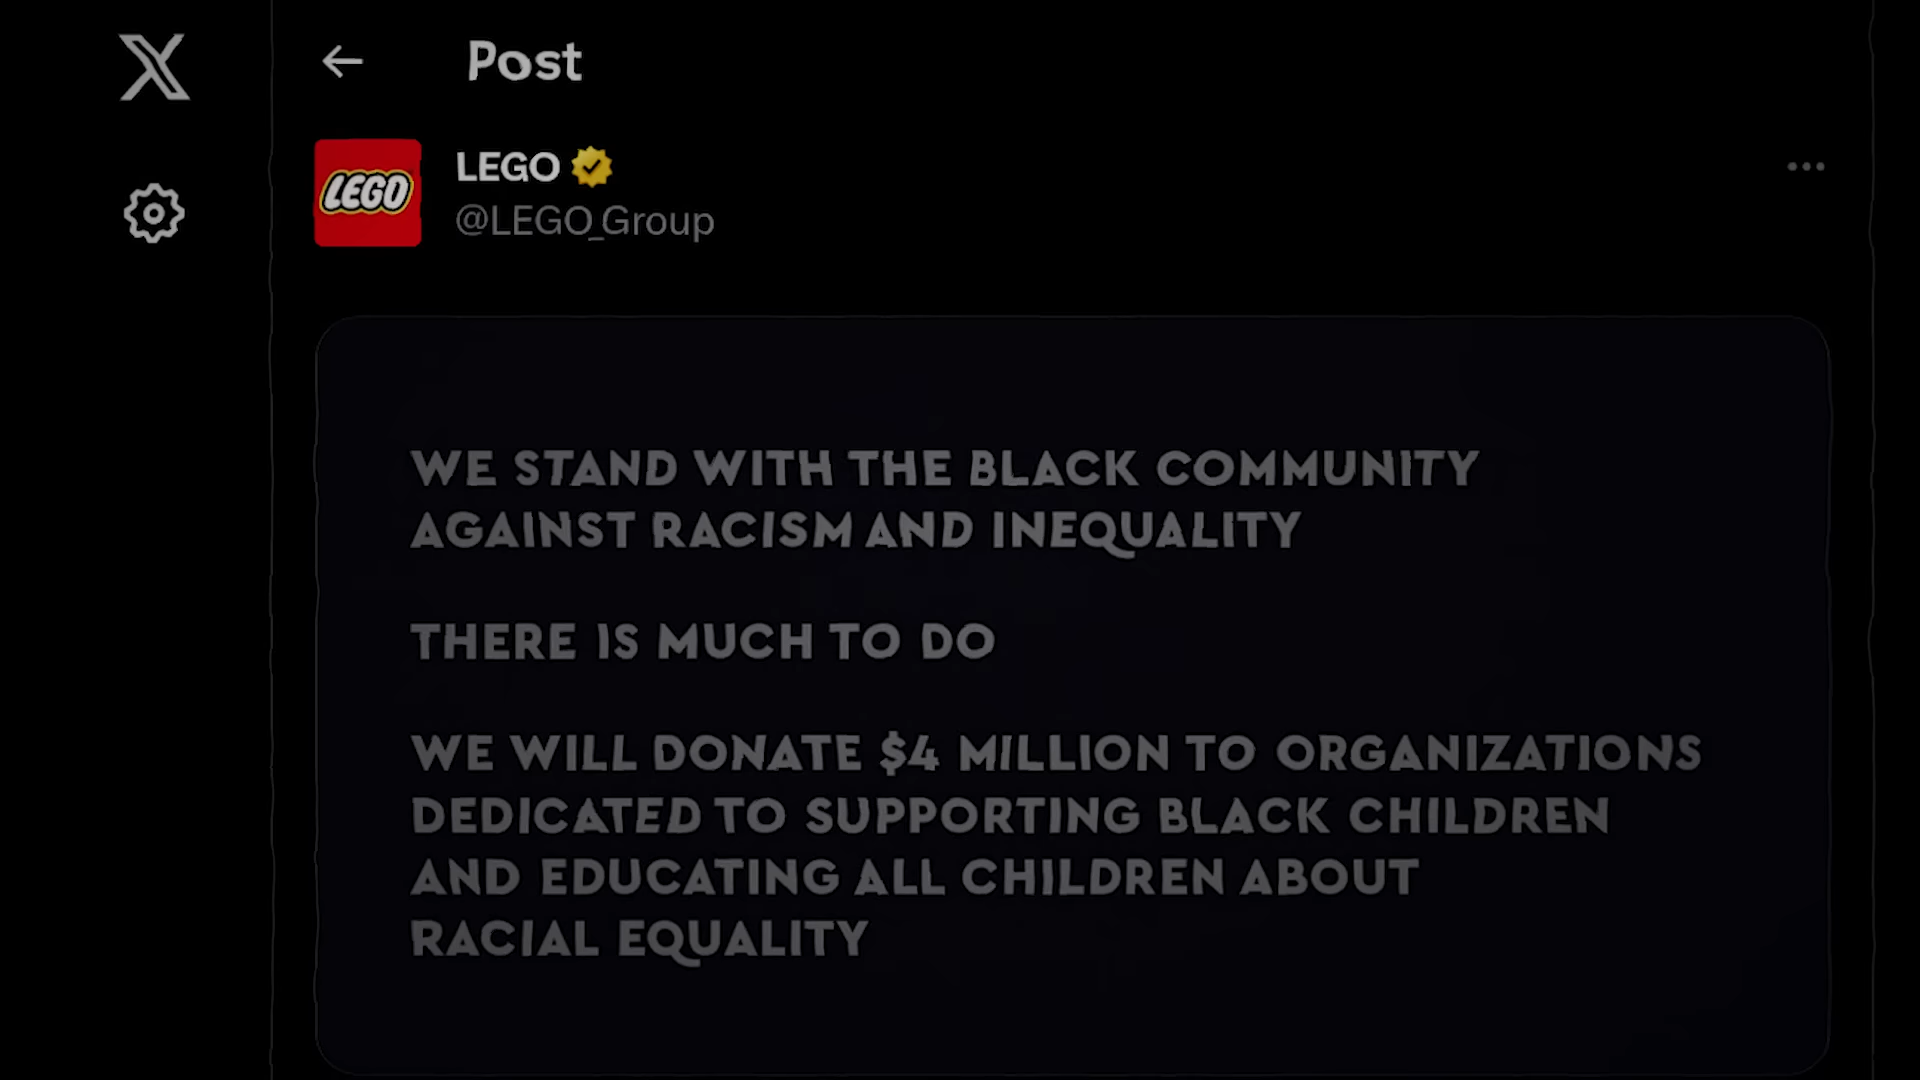 Post
LEGO
LEGO
@LEGO_Group
WE STAND WITH THE BLACK COMMUNITY
AGAINST RACISM AND INEQUALITY
THERE IS MUCH TO DO
WE WILL DONATE $4 MILLION TO ORGANIZATIONS
DEDICATED TO SUPPORTING BLACK CHILDREN
AND EDUCATING ALL CHILDREN ABOUT
RACIAL EQUALITY